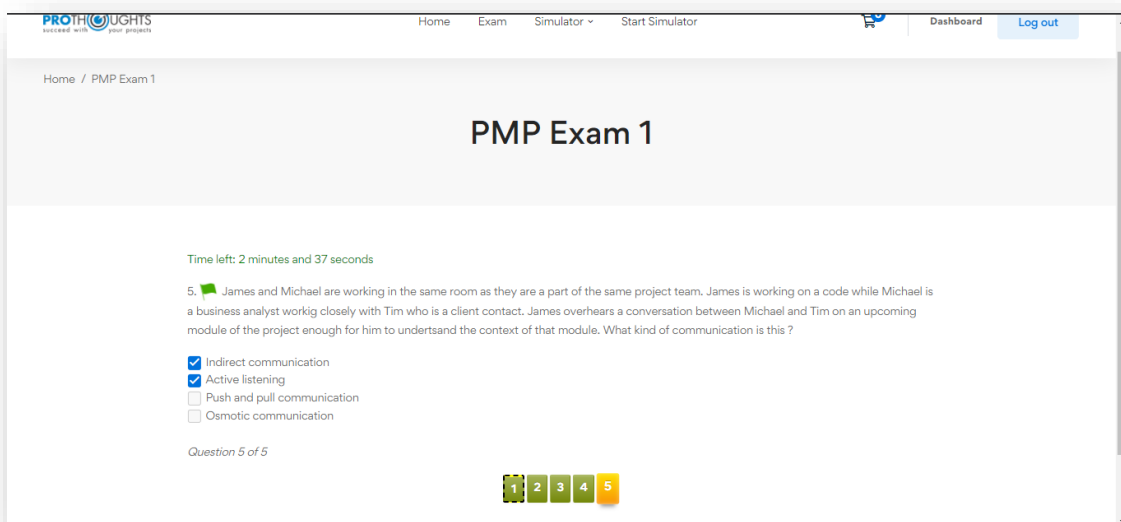 PROTHOUGHTS
succeed with your projects
Home Exam Simulator Start Simulator Dashboard Log out
Home / PMP Exam 1
PMP Exam 1
Time left: 2 minutes and 37 seconds
5. James and Michael are working in the same room as they are a part of the same project team. James is working on a code while Michael is
a business analyst workig closely with Tim who is a client contact. James overhears a conversation between Michael and Tim on an upcoming
module of the project enough for him to undertsand the context of that module. What kind of communication is this ?
Indirect communication
Active listening
Push and pull communication
Osmotic communication
Question 5 of 5
1 2 3 4 5